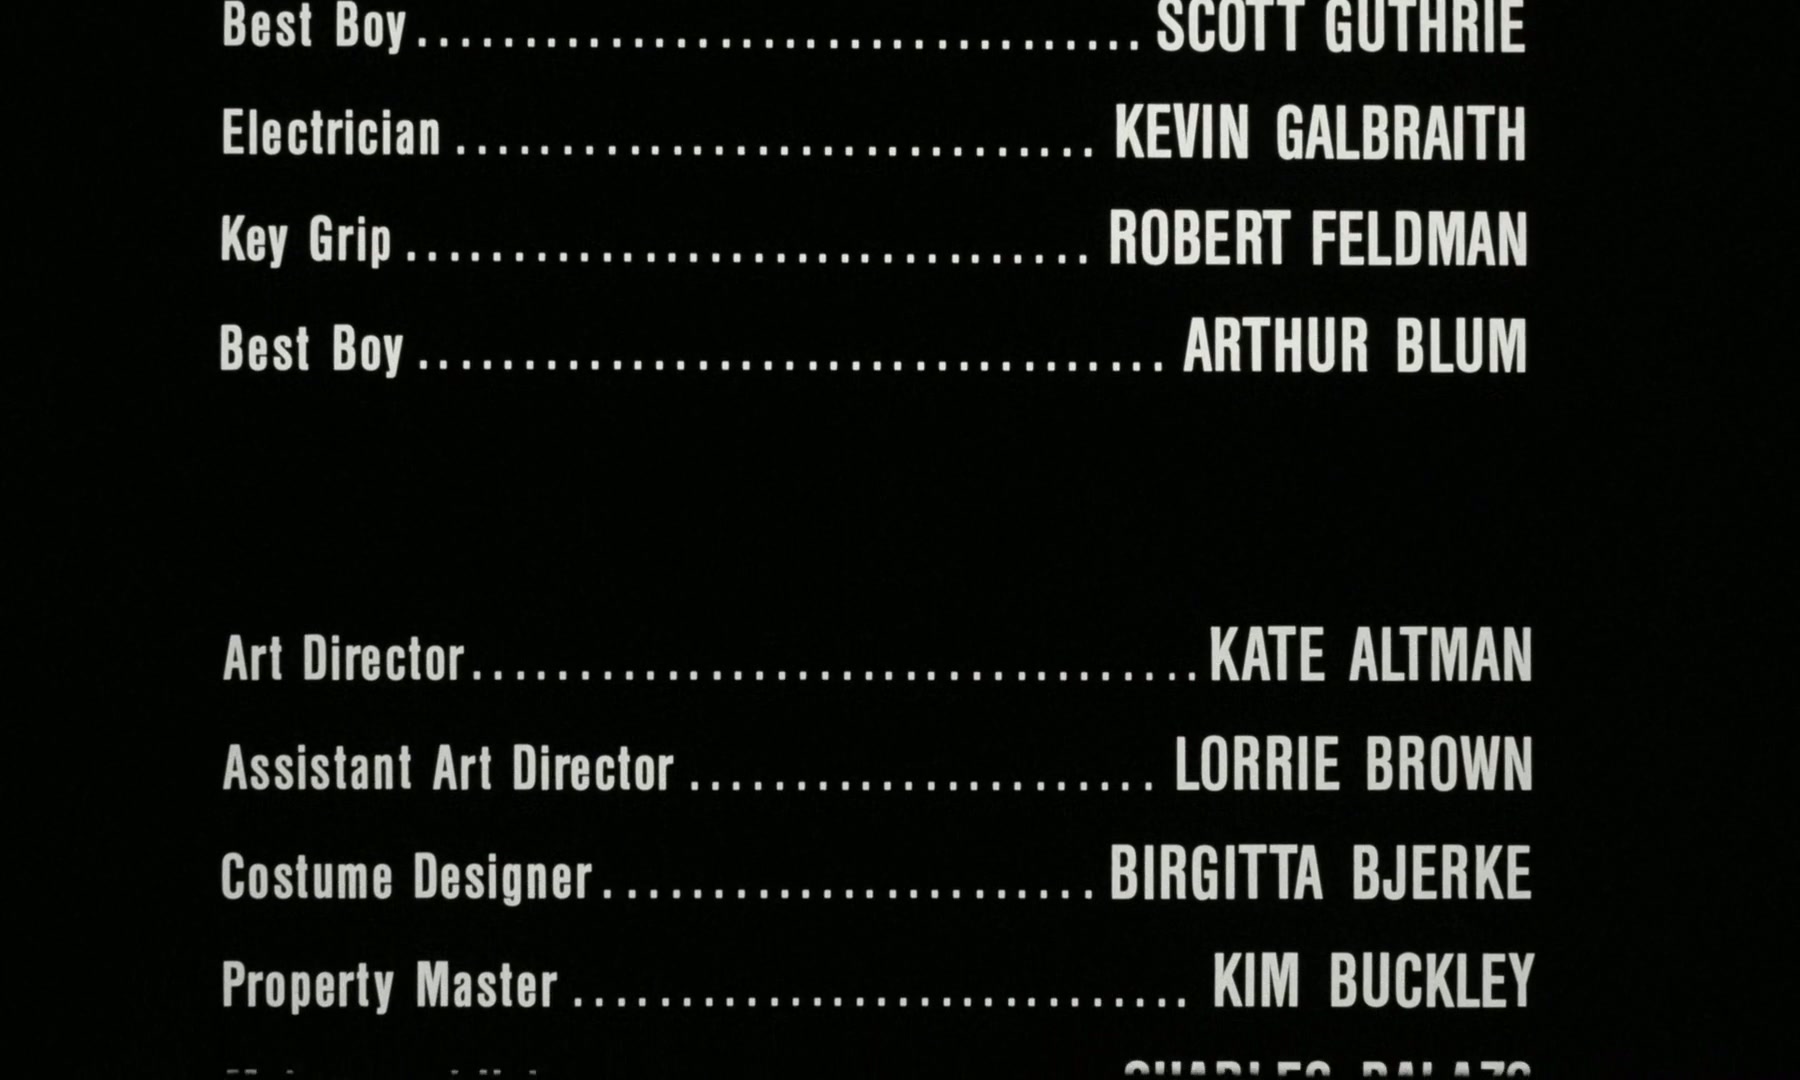 Best Boy.................................. SCOTT GUTHRIE
Electrician .............................. KEVIN GALBRAITH
Key Grip ................................ ROBERT FELDMAN
Best Boy .................................. ARTHUR BLUM
Art Director.................................. KATE ALTMAN
Assistant Art Director ...................... LORRIE BROWN
Costume Designer....................... BIRGITTA BJERKE
Property Master ............................. KIM BUCKLEY